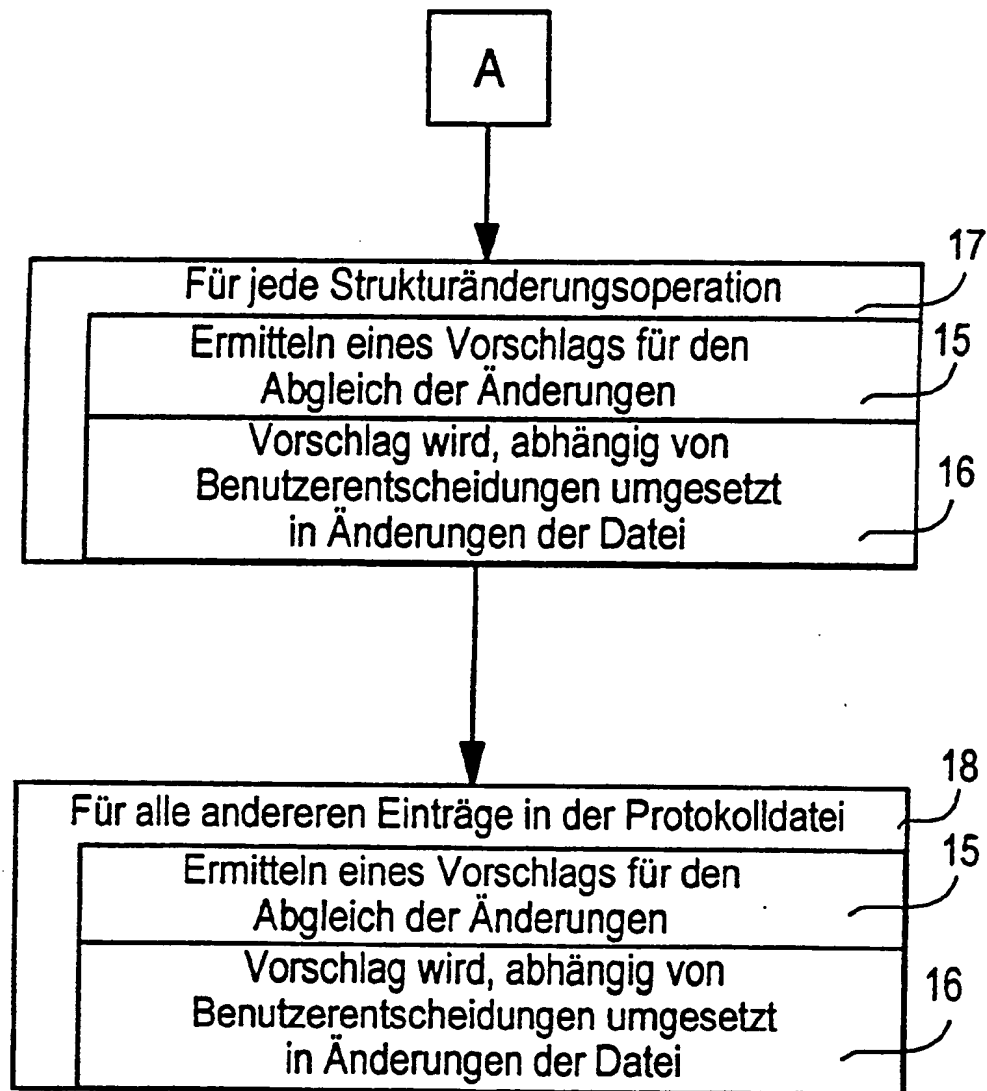 A
Für jede Strukturänderungsoperation
17
Ermitteln eines Vorschlags für den
Abgleich der Änderungen
15
Vorschlag wird, abhängig von
Benutzerentscheidungen umgesetzt
in Änderungen der Datei
16
Für alle andereren Einträge in der Protokolldatei
18
Ermitteln eines Vorschlags für den
Abgleich der Änderungen
15
Vorschlag wird, abhängig von
Benutzerentscheidungen umgesetzt
in Änderungen der Datei
16